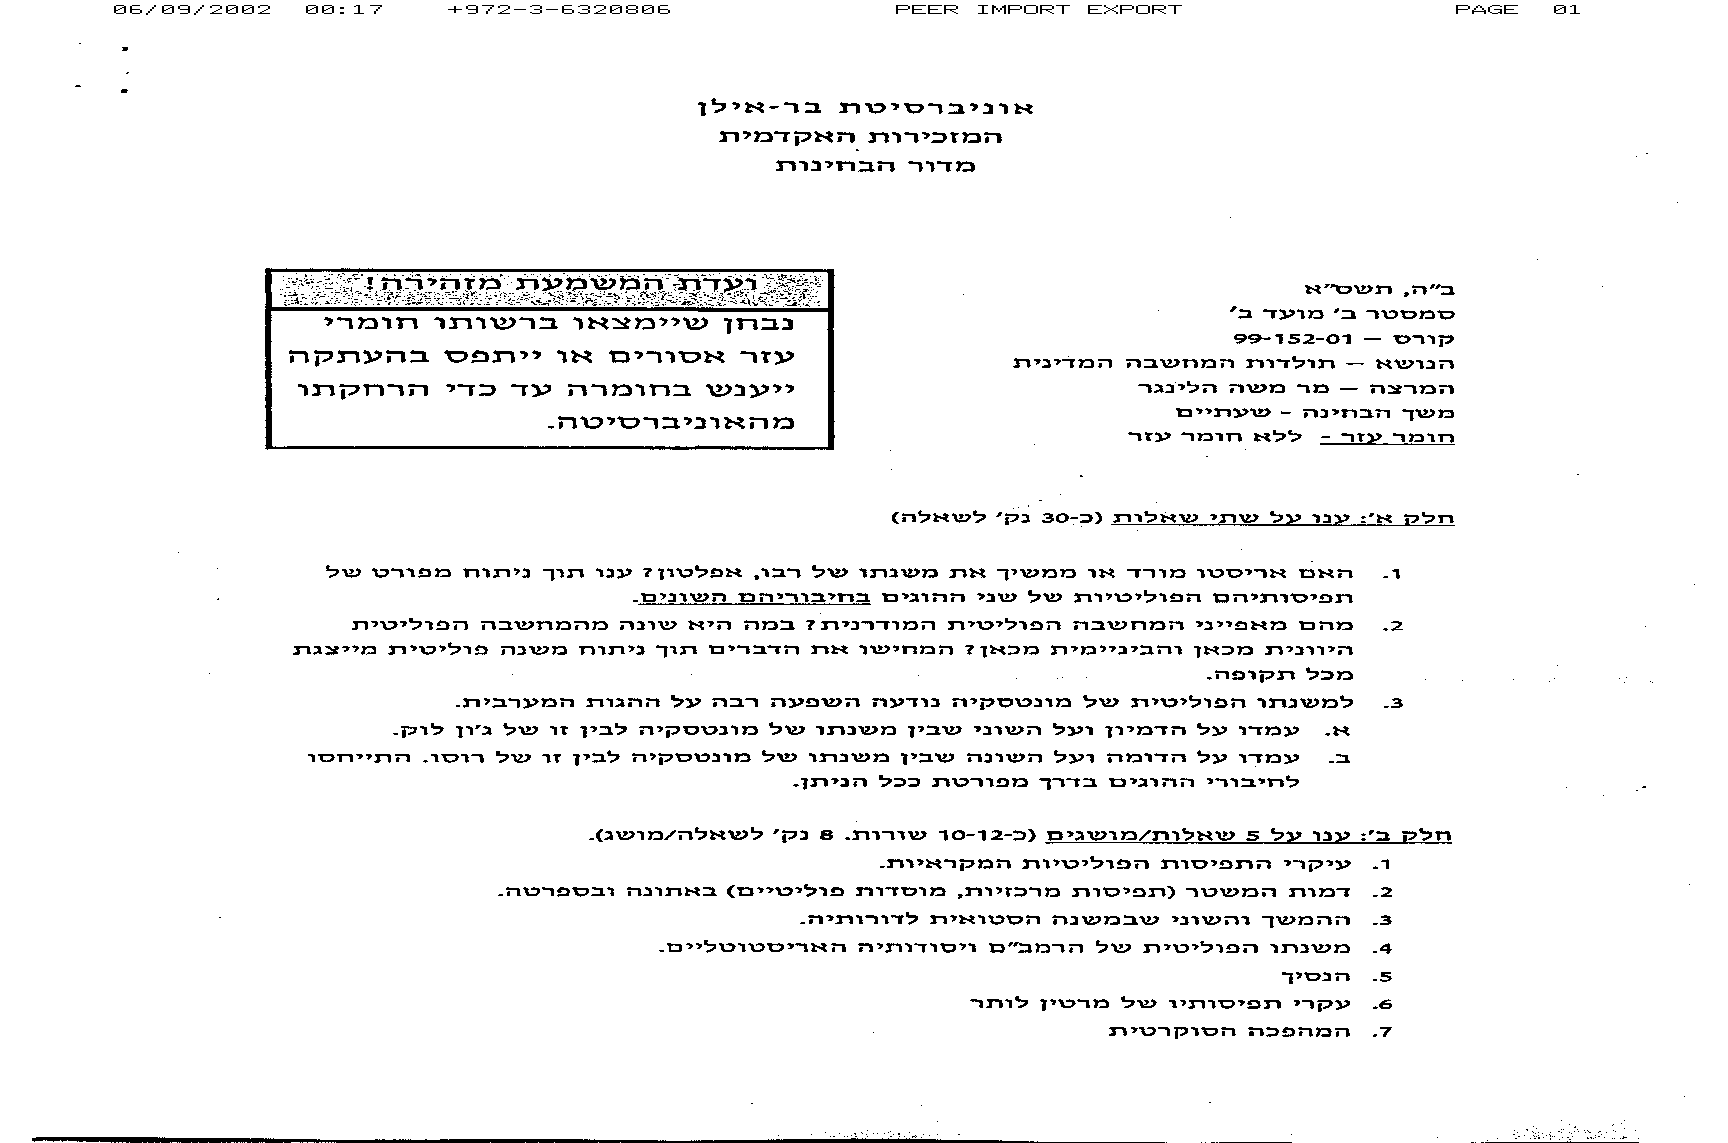 06/09/2002 00:17 +972-3-6320806 PEER IMPORT EXPORT PAGE 01
אוניברסיטת בר-אילן
המזכירות האקדמית
מדור הבחינות
ב"ה, תשס"א
סמסטר ב' מועד ב'
קורס – 99-152-01
הנושא – תולדות המחשבה המדינית
המרצה – מר משה הלינגר
משך הבחינה - שעתיים
חומר עזר - ללא חומר עזר
ועדת המשמעת מזהירה!
נבחן שיימצאו ברשותו חומרי
עזר אסורים או ייתפס בהעתקה
ייענש בחומרה עד כדי הרחקתו
מהאוניברסיטה.
חלק א': ענו על שתי שאלות (כ-30 נק' לשאלה)
1. האם אריסטו מורד או ממשיך את משנתו של רבו, אפלטון? ענו תוך ניתוח מפורט של
תפיסותיהם הפוליטיות של שני ההוגים בחיבוריהם השונים.
2. מהם מאפייני המחשבה הפוליטית המודרנית? במה היא שונה מהמחשבה הפוליטית
היוונית מכאן והביניימית מכאן? המחישו את הדברים תוך ניתוח משנה פוליטית מייצגת
מכל תקופה.
3. למשנתו הפוליטית של מונטסקיה נודעה השפעה רבה על ההגות המערבית.
א. עמדו על הדמיון ועל השוני שבין משנתו של מונטסקיה לבין זו של ג'ון לוק.
ב. עמדו על הדומה ועל השונה שבין משנתו של מונטסקיה לבין זו של רוסו. התייחסו
לחיבורי ההוגים בדרך מפורטת ככל הניתן.
חלק ב': ענו על 5 שאלות/מושגים (כ-10-12 שורות. 8 נק' לשאלה/מושג).
1. עיקרי התפיסות הפוליטיות המקראיות.
2. דמות המשטר (תפיסות מרכזיות, מוסדות פוליטיים) באתונה ובספרטה.
3. ההמשך והשוני שבמשנה הסטואית לדורותיה.
4. משנתו הפוליטית של הרמב"ם ויסודותיה האריסטוטליים.
5. הנסיך
6. עקרי תפיסותיו של מרטין לותר
7. המהפכה הסוקרטית